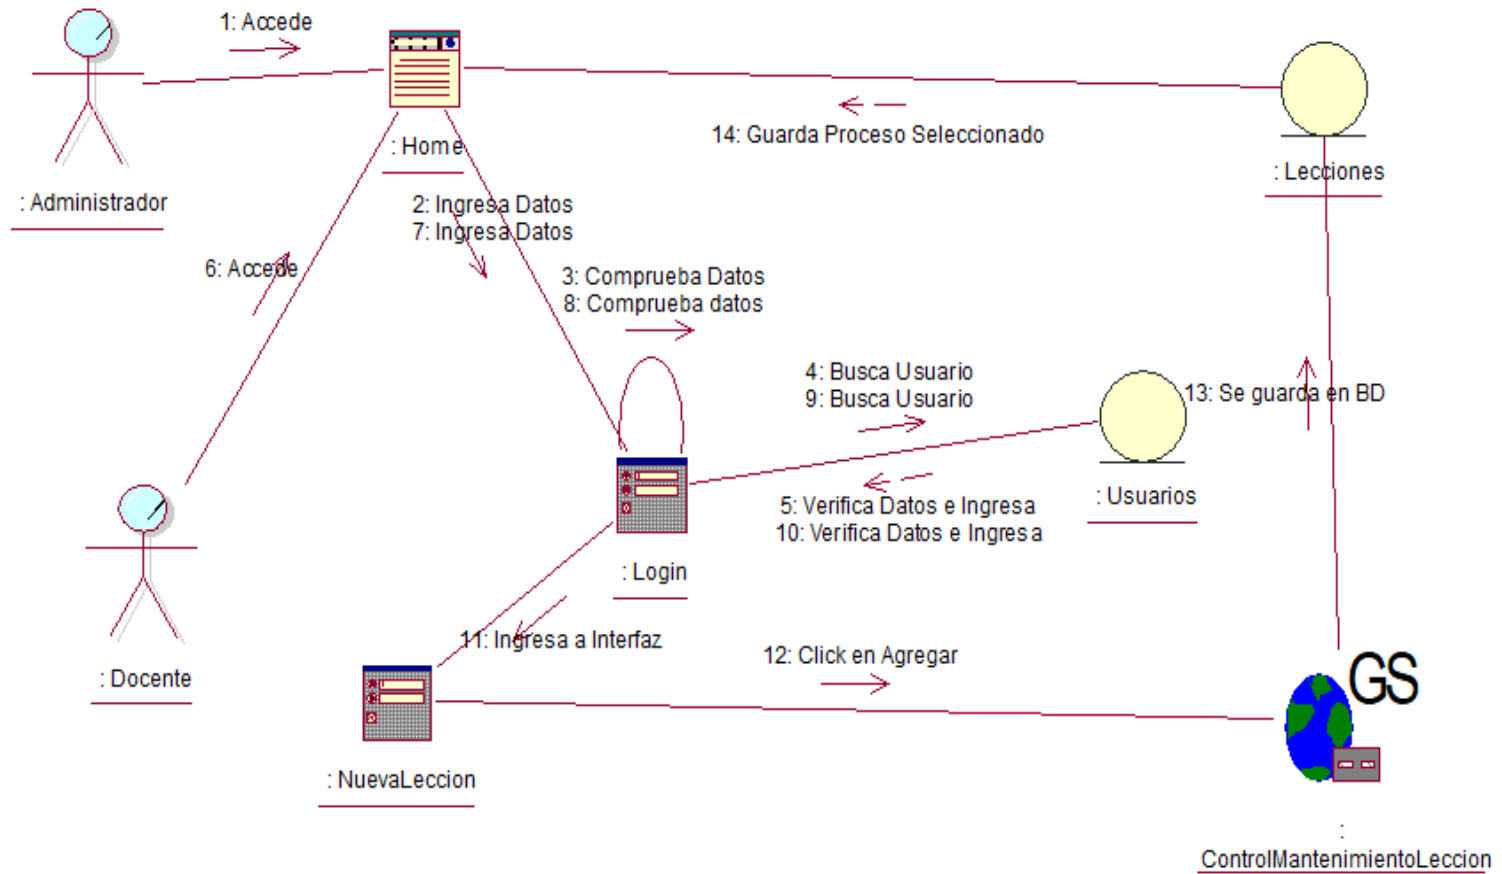 1: Accede
14: Guarda Proceso Seleccionado
: Home
: Lecciones
: Administrador
2: Ingresa Datos
7: Ingresa Datos
6: Accede
3: Comprueba Datos
8: Comprueba datos
4: Busca Usuario
9: Busca Usuario
13: Se guarda en BD
5: Verifica Datos e Ingresa
10: Verifica Datos e Ingresa
: Usuarios
: Login
11: Ingresa a Interfaz
12: Click en Agregar
: Docente
GS
: NuevaLeccion
:
ControlMantenimientoLeccion